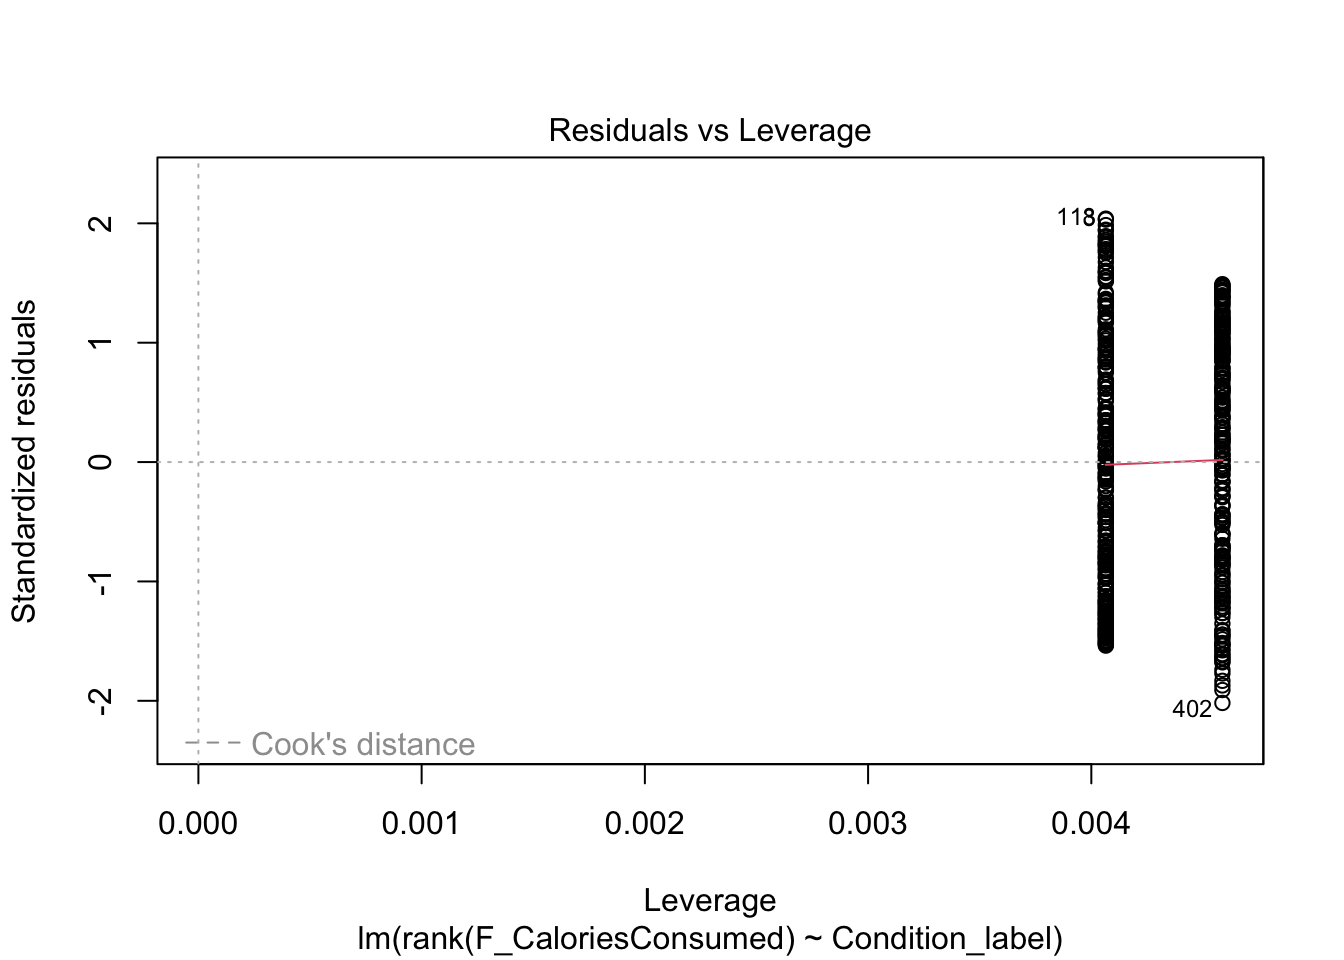 Residuals vs Leverage
Standardized residuals
2
1
0
-1
-2
118
402
Cook's distance
0.000 0.001 0.002 0.003 0.004
Leverage
lm(rank(F_CaloriesConsumed) ~ Condition_label)